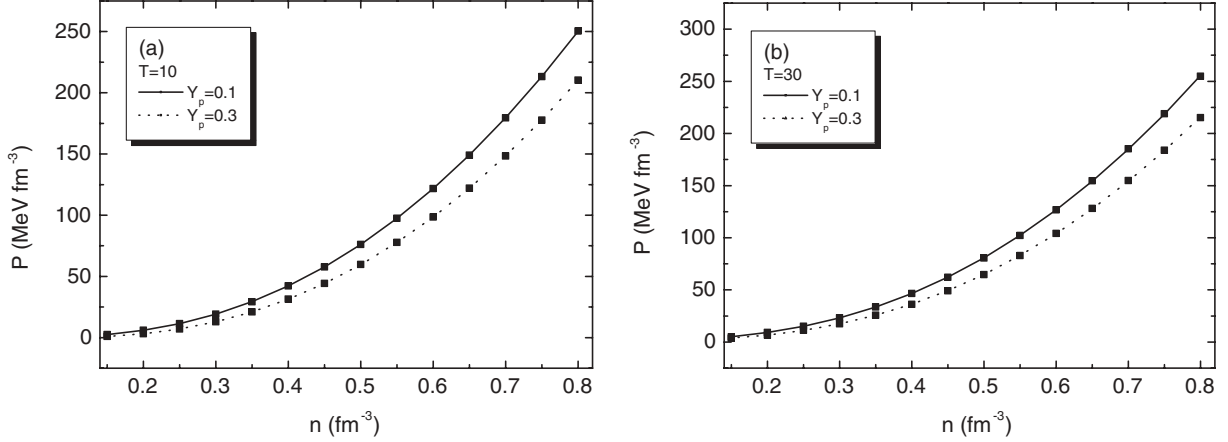 (a)
T=10
Y_p=0.1
Y_p=0.3
250
200
150
100
50
0
P (MeV fm⁻³)
0.2 0.3 0.4 0.5 0.6 0.7 0.8
n (fm⁻³)
(b)
T=30
Y_p=0.1
Y_p=0.3
300
250
200
150
100
50
0
P (MeV fm⁻³)
0.2 0.3 0.4 0.5 0.6 0.7 0.8
n (fm⁻³)